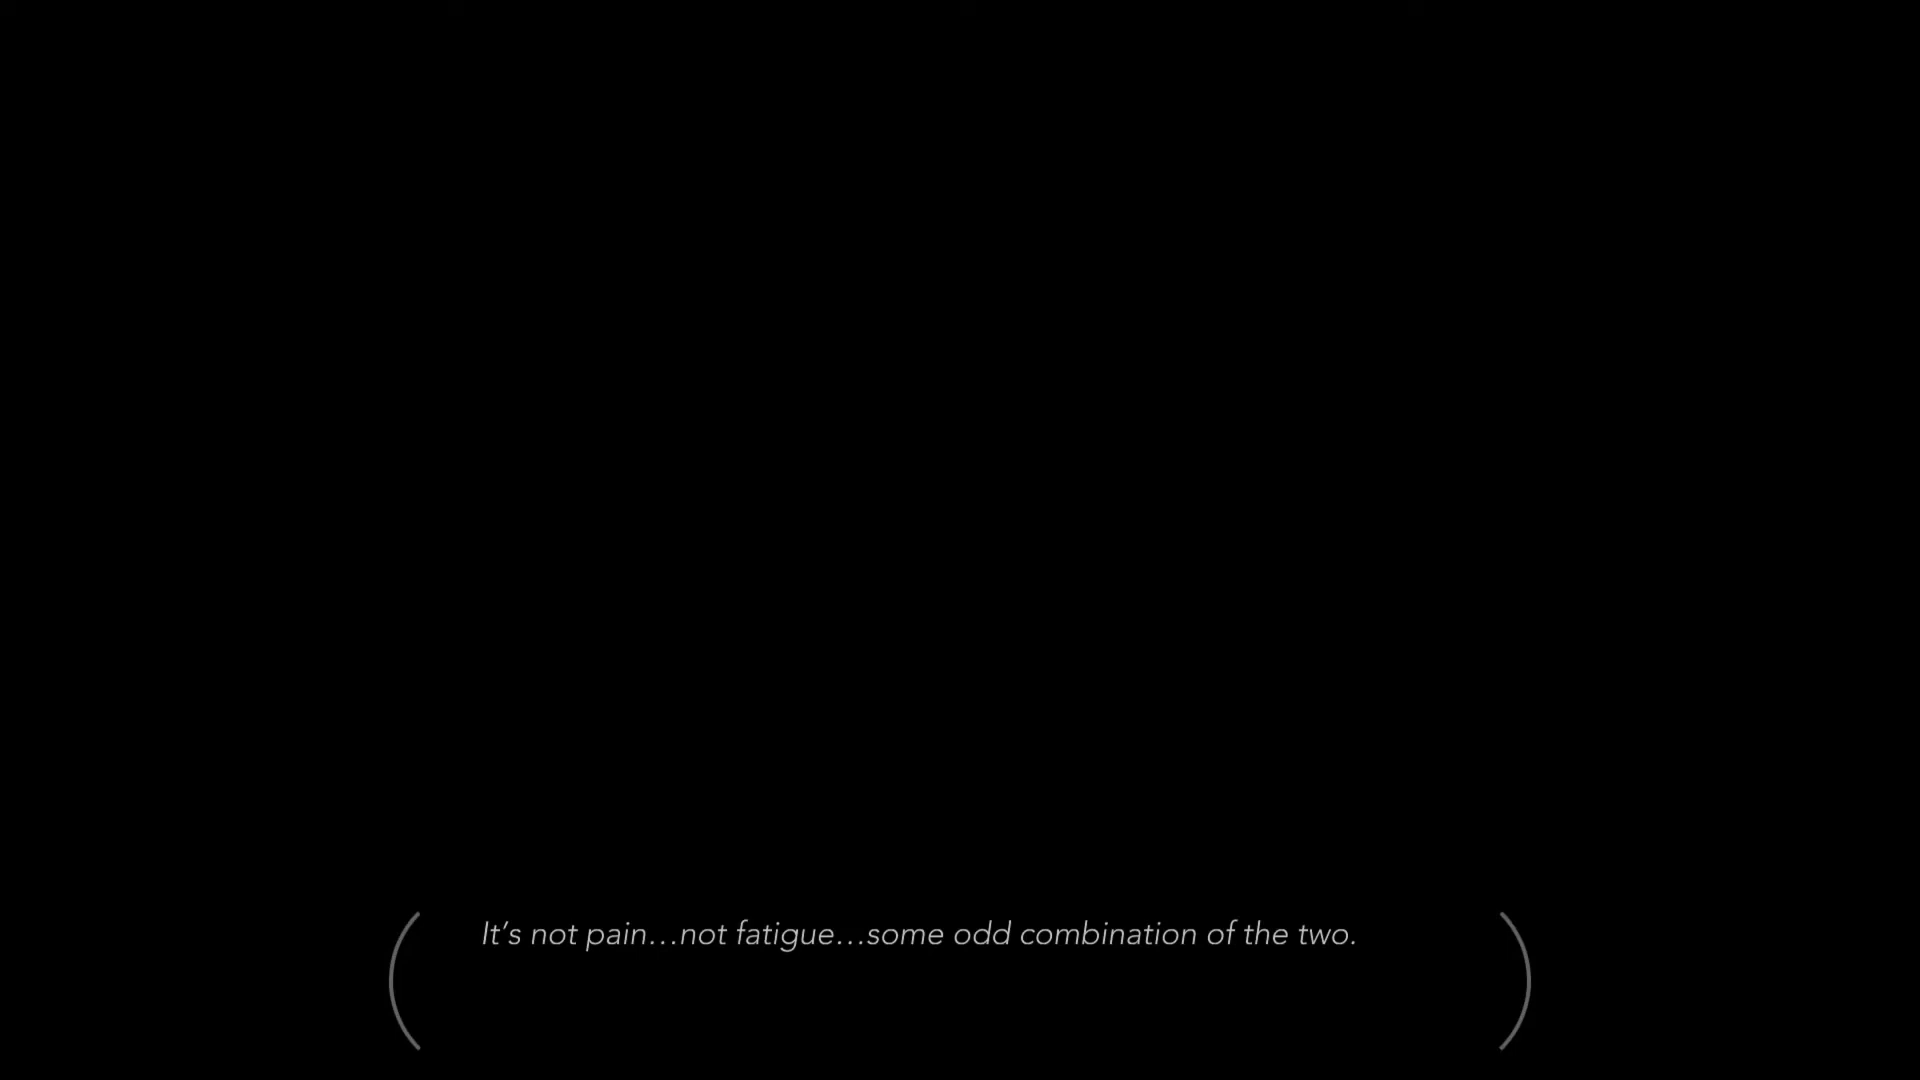 It’s not pain…not fatigue…some odd combination of the two.